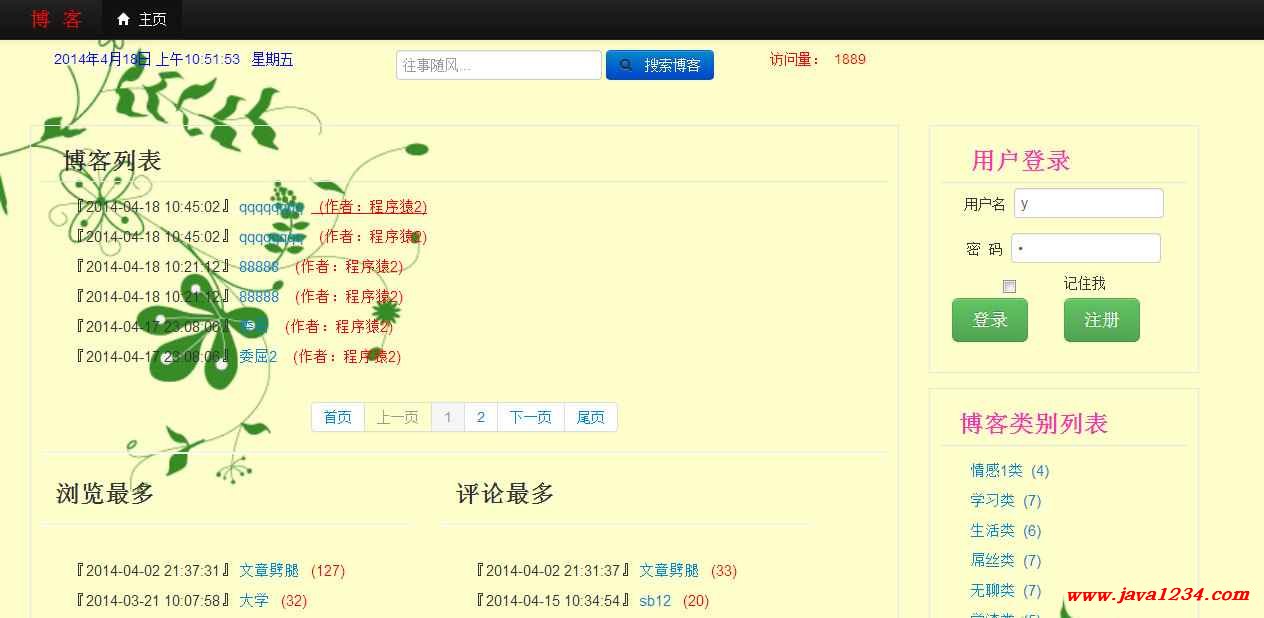 博 客 主页
2014年4月18日 上午10:51:53 星期五
往事随风...
搜索博客
访问量： 1889
博客列表
『2014-04-18 10:45:02』 qqqqqqqq (作者：程序猿2)
『2014-04-18 10:45:02』 qqqqqqqq (作者：程序猿2)
『2014-04-18 10:21:12』 88888 (作者：程序猿2)
『2014-04-18 10:21:12』 88888 (作者：程序猿2)
『2014-04-17 23:08:06』 (作者：程序猿2)
『2014-04-17 23:08:06』 委屈2 (作者：程序猿2)
首页 上一页 1 2 下一页 尾页
浏览最多
『2014-04-02 21:37:31』 文章劈腿 (127)
『2014-03-21 10:07:58』 大学 (32)
评论最多
『2014-04-02 21:31:37』 文章劈腿 (33)
『2014-04-15 10:34:54』 sb12 (20)
用户登录
用户名 y
密 码 •
记住我
登录 注册
博客类别列表
情感1类 (4)
学习类 (7)
生活类 (6)
屌丝类 (7)
无聊类 (7)
www.java1234.com